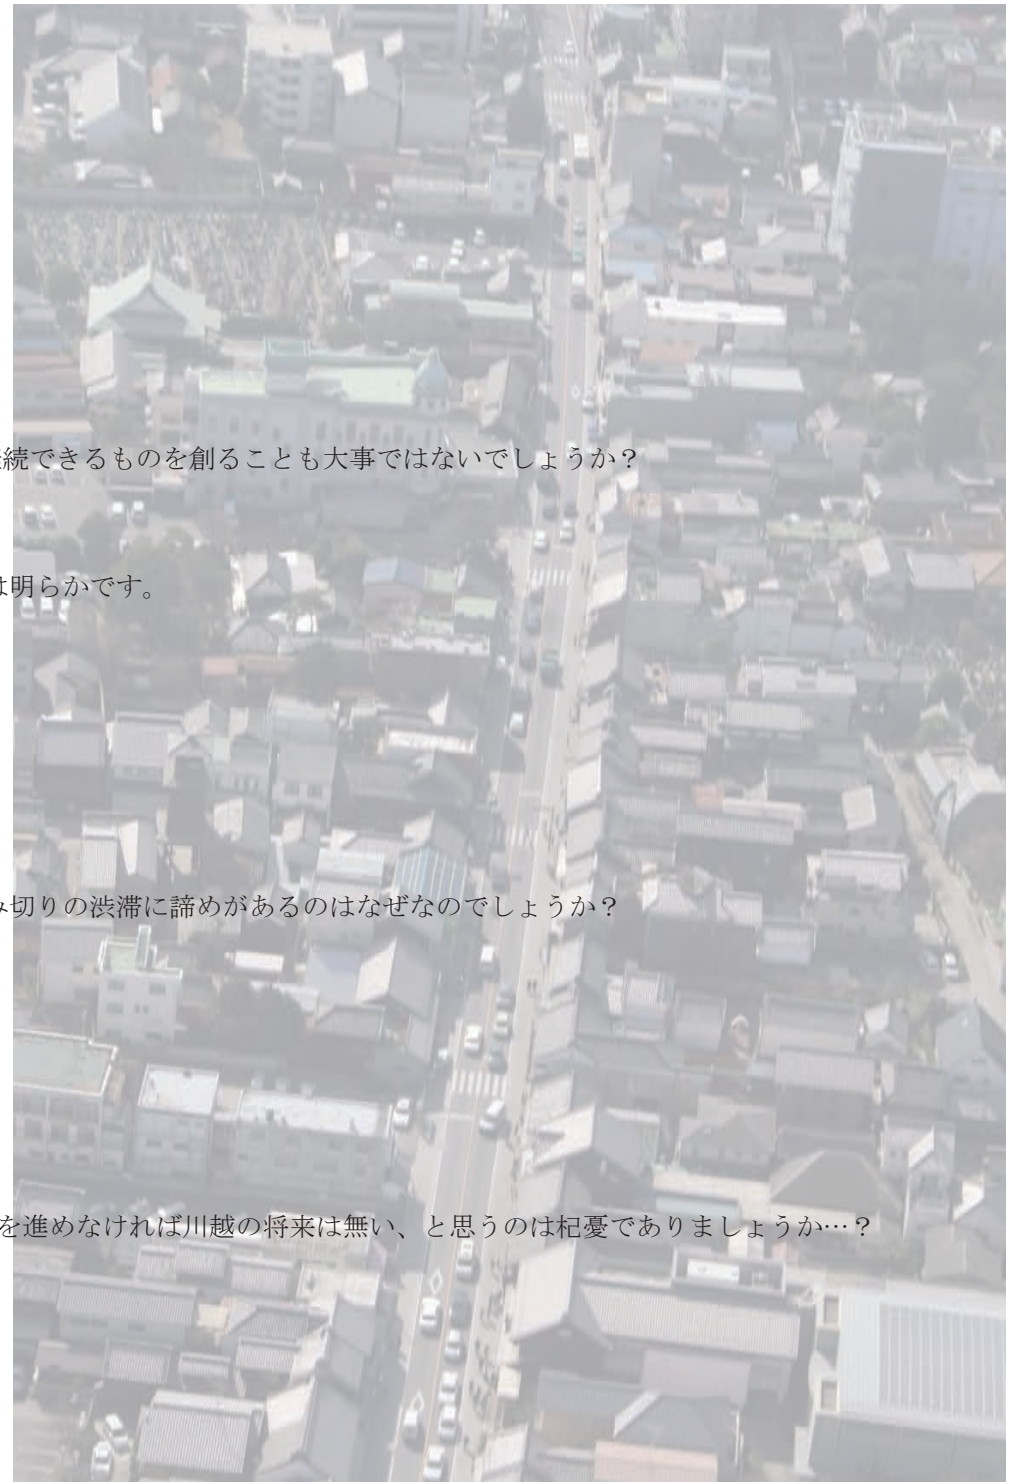 続できるものを創ることも大事ではないでしょうか?
は明らかです。
切りの渋滞に諦めがあるのはなぜなのでしょうか?
を進めなければ川越の将来は無い、と思うのは杞憂でありましょうか…?